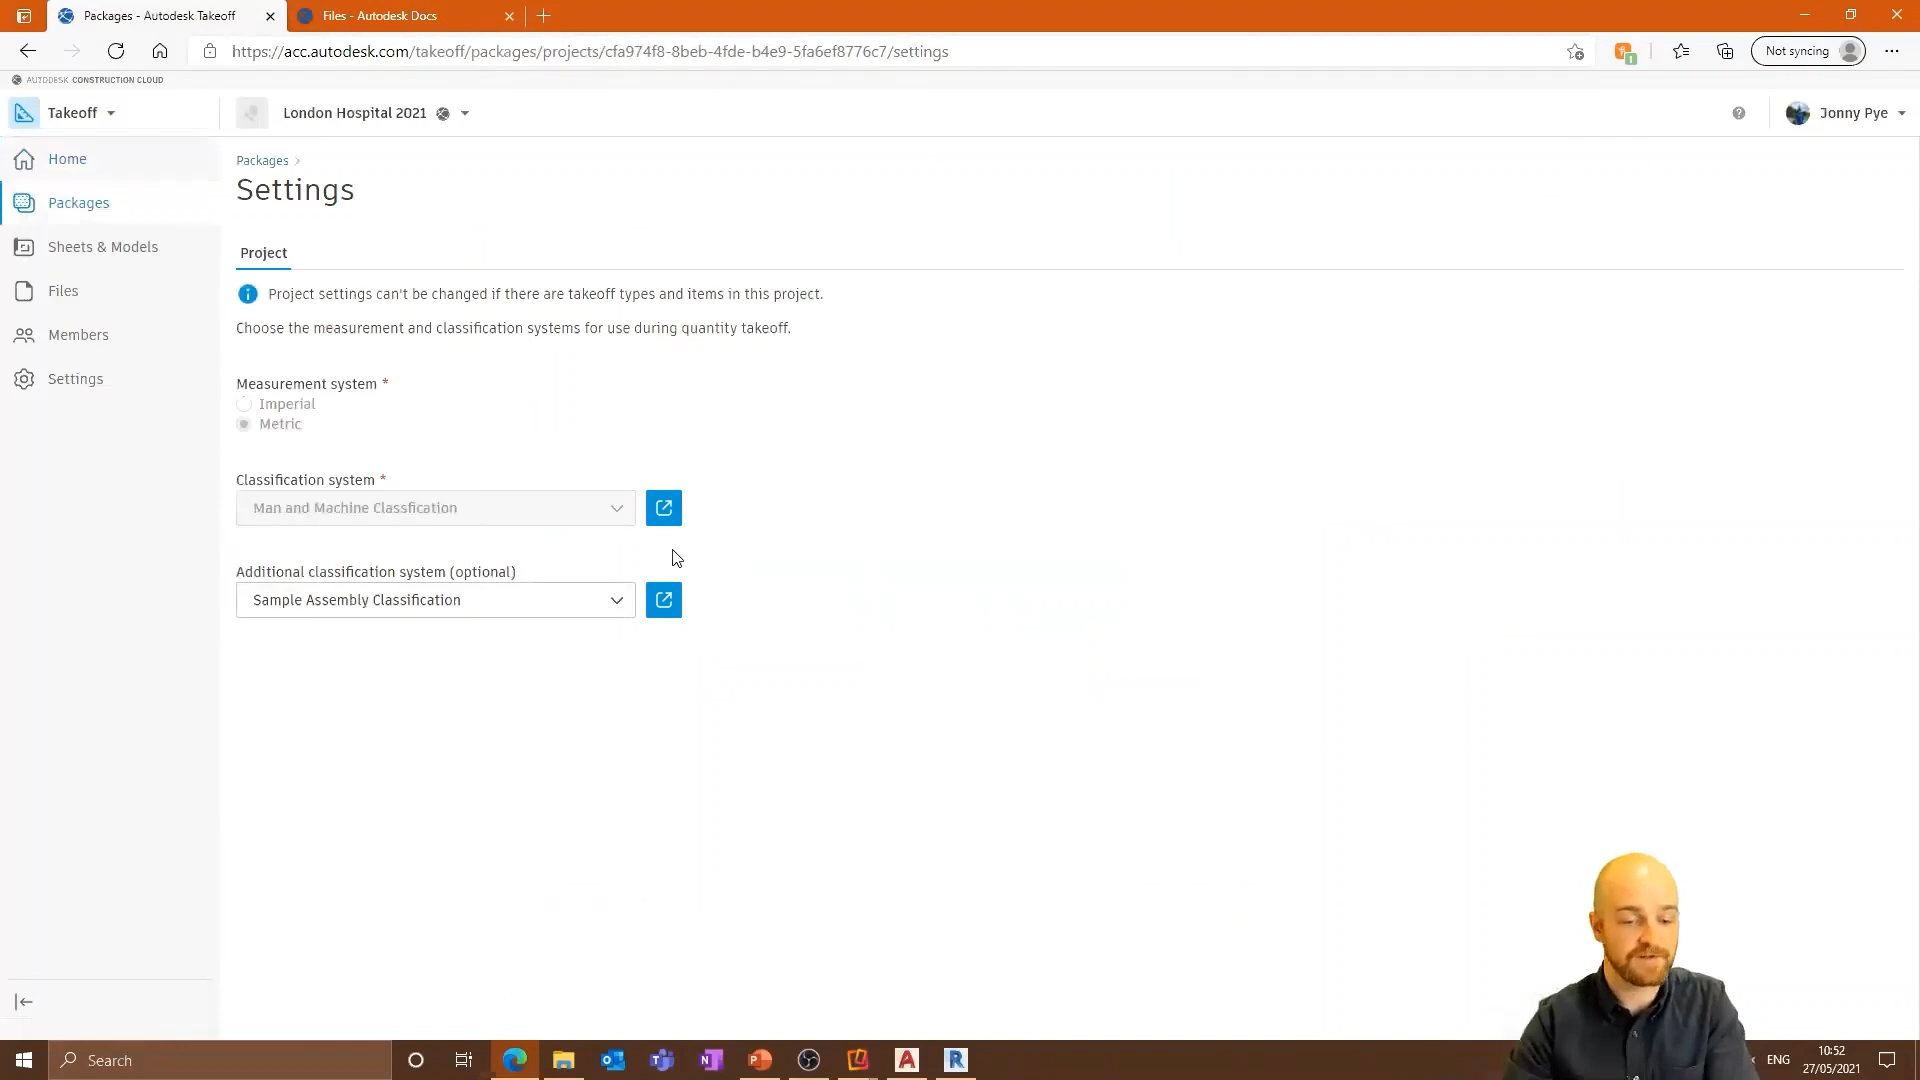 Packages - Autodesk Takeoff
Files - Autodesk Docs
https://acc.autodesk.com/takeoff/packages/projects/cfa974f8-8beb-4fde-b4e9-5fa6ef8776c7/settings
1
Not syncing
AUTODESK CONSTRUCTION CLOUD
Takeoff
London Hospital 2021
Jonny Pye
Home
Packages
Sheets & Models
Files
Members
Settings
Packages
Settings
Project
Project settings can't be changed if there are takeoff types and items in this project.
Choose the measurement and classification systems for use during quantity takeoff.
Measurement system *
Imperial
Metric
Classification system *
Man and Machine Classfication
Additional classification system (optional)
Sample Assembly Classification
Search
ENG
10:52
27/05/2021